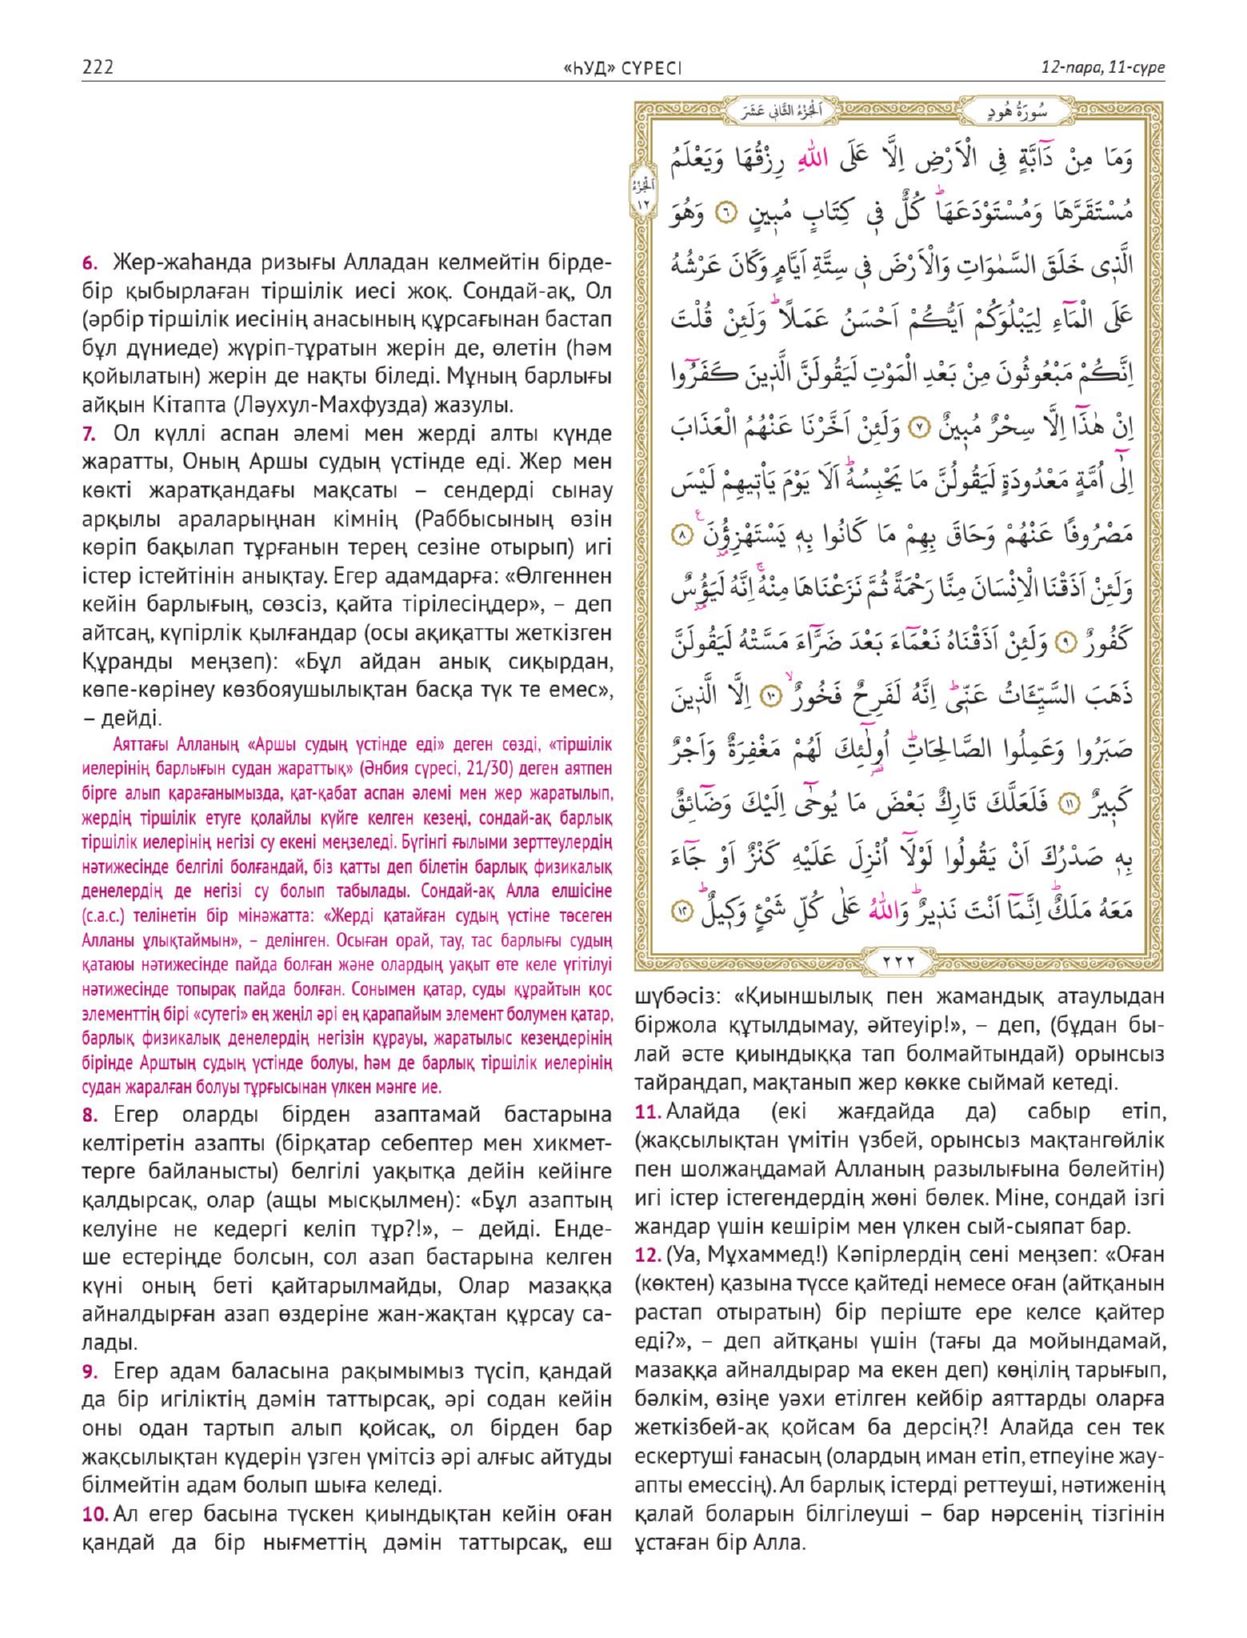 222
«ҺУД» СҮРЕСІ
12-пара, 11-сүре
6. Жер-жаһанда ризығы Алладан келмейтін бірде-
бір қыбырлаған тіршілік иесі жоқ. Сондай-ақ, Ол
(әрбір тіршілік иесінің анасының құрсағынан бастап
бұл дүниеде) жүріп-тұратын жерін де, өлетін (һәм
қойылатын) жерін де нақты біледі. Мұның барлығы
айқын Кітапта (Ләухул-Махфузда) жазулы.
7. Ол күллі аспан әлемі мен жерді алты күнде
жаратты, Оның Аршы судың үстінде еді. Жер мен
көкті жаратқандағы мақсаты – сендерді сынау
арқылы араларыңнан кімнің (Раббысының өзін
көріп бақылап тұрғанын терең сезіне отырып) игі
істер істейтінін анықтау. Егер адамдарға: «Өлгеннен
кейін барлығың, сөзсіз, қайта тірілесіңдер», – деп
айтсаң, күпірлік қылғандар (осы ақиқатты жеткізген
Құранды меңзеп): «Бұл айдан анық сиқырдан,
көпе-көрінеу көзбояушылықтан басқа түк те емес»,
– дейді.
Аяттағы Алланың «Аршы судың үстінде еді» деген сөзді, «тіршілік
иелерінің барлығын судан жараттық» (Әнбия сүресі, 21/30) деген аятпен
бірге алып қарағанымызда, қат-қабат аспан әлемі мен жер жаратылып,
жердің тіршілік етуге қолайлы күйге келген кезеңі, сондай-ақ барлық
тіршілік иелерінің негізі су екені меңзеледі. Бүгінгі ғылыми зерттеулердің
нәтижесінде белгілі болғандай, біз қатты деп білетін барлық физикалық
денелердің де негізі су болып табылады. Сондай-ақ Алла елшісіне
(с.а.с.) телінетін бір мінәжатта: «Жерді қатайған судың үстіне төсеген
Алланы ұлықтаймын», – делінген. Осыған орай, тау, тас барлығы судың
қатаюы нәтижесінде пайда болған және олардың уақыт өте келе үгітілуі
нәтижесінде топырақ пайда болған. Сонымен қатар, суды құрайтын қос
элементтің бірі «сутегі» ең жеңіл әрі ең қарапайым элемент болумен қатар,
барлық физикалық денелердің негізін құрауы, жаратылыс кезеңдерінің
бірінде Арштың судың үстінде болуы, һәм де барлық тіршілік иелерінің
судан жаралған болуы тұрғысынан үлкен мәнге ие.
8. Егер оларды бірден азаптамай бастарына
келтіретін азапты (бірқатар себептер мен хикмет-
терге байланысты) белгілі уақытқа дейін кейінге
қалдырсақ, олар (ащы мысқылмен): «Бұл азаптың
келуіне не кедергі келіп тұр?!», – дейді. Енде-
ше естеріңде болсын, сол азап бастарына келген
күні оның беті қайтарылмайды, Олар мазаққа
айналдырған азап өздеріне жан-жақтан құрсау са-
лады.
9. Егер адам баласына рақымымыз түсіп, қандай
да бір игіліктің дәмін таттырсақ, әрі содан кейін
оны одан тартып алып қойсақ, ол бірден бар
жақсылықтан күдерін үзген үмітсіз әрі алғыс айтуды
білмейтін адам болып шыға келеді.
10. Ал егер басына түскен қиындықтан кейін оған
қандай да бір нығметтің дәмін таттырсақ, еш
سُورَةُ هُودٍ
اَلْجُزْءُ الثَّانِي عَشَرَ
اَلْجُزْءُ
١٢
وَمَا مِنْ دَٓابَّةٍ فِي الْاَرْضِ اِلَّا عَلَى اللّٰهِ رِزْقُهَا وَيَعْلَمُ
مُسْتَقَرَّهَا وَمُسْتَوْدَعَهَاۜ كُلٌّ ف۪ي كِتَابٍ مُب۪ينٍ ٦ وَهُوَ
الَّذ۪ي خَلَقَ السَّمٰوَاتِ وَالْاَرْضَ ف۪ي سِتَّةِ اَيَّامٍ وَكَانَ عَرْشُهُ
عَلَى الْمَٓاءِ لِيَبْلُوَكُمْ اَيُّكُمْ اَحْسَنُ عَمَلًاۜ وَلَئِنْ قُلْتَ
اِنَّكُمْ مَبْعُوثُونَ مِنْ بَعْدِ الْمَوْتِ لَيَقُولَنَّ الَّذ۪ينَ كَفَرُٓوا
اِنْ هٰذَٓا اِلَّا سِحْرٌ مُب۪ينٌ ٧ وَلَئِنْ اَخَّرْنَا عَنْهُمُ الْعَذَابَ
اِلٰٓى اُمَّةٍ مَعْدُودَةٍ لَيَقُولُنَّ مَا يَحْبِسُهُۜ اَلَا يَوْمَ يَأْت۪يهِمْ لَيْسَ
مَصْرُوفًا عَنْهُمْ وَحَاقَ بِهِمْ مَا كَانُوا بِه۪ يَسْتَهْزِؤُ۫نَ۟ ٨
وَلَئِنْ اَذَقْنَا الْاِنْسَانَ مِنَّا رَحْمَةً ثُمَّ نَزَعْنَاهَا مِنْهُۚ اِنَّهُ لَيَؤُ۫سٌ
كَفُورٌ ٩ وَلَئِنْ اَذَقْنَاهُ نَعْمَٓاءَ بَعْدَ ضَرَّٓاءَ مَسَّتْهُ لَيَقُولَنَّ
ذَهَبَ السَّيِّـَٔاتُ عَنّ۪يۜ اِنَّهُ لَفَرِحٌ فَخُورٌۙ ١٠ اِلَّا الَّذ۪ينَ
صَبَرُوا وَعَمِلُوا الصَّالِحَاتِۜ اُو۬لٰٓئِكَ لَهُمْ مَغْفِرَةٌ وَاَجْرٌ
كَب۪يرٌ ١١ فَلَعَلَّكَ تَارِكٌ بَعْضَ مَا يُوحٰٓى اِلَيْكَ وَضَٓائِقٌ
بِه۪ صَدْرُكَ اَنْ يَقُولُوا لَوْلَٓا اُنْزِلَ عَلَيْهِ كَنْزٌ اَوْ جَٓاءَ
مَعَهُ مَلَكٌۜ اِنَّمَٓا اَنْتَ نَذ۪يرٌۜ وَاللّٰهُ عَلٰى كُلِّ شَيْءٍ وَك۪يلٌۜ ١٢
٢٢٢
шүбәсіз: «Қиыншылық пен жамандық атаулыдан
біржола құтылдымау, әйтеуір!», – деп, (бұдан бы-
лай әсте қиындыққа тап болмайтындай) орынсыз
тайраңдап, мақтанып жер көкке сыймай кетеді.
11. Алайда (екі жағдайда да) сабыр етіп,
(жақсылықтан үмітін үзбей, орынсыз мақтангөйлік
пен шолжаңдамай Алланың разылығына бөлейтін)
игі істер істегендердің жөні бөлек. Міне, сондай ізгі
жандар үшін кешірім мен үлкен сый-сыяпат бар.
12. (Уа, Мұхаммед!) Кәпірлердің сені меңзеп: «Оған
(көктен) қазына түссе қайтеді немесе оған (айтқанын
растап отыратын) бір періште ере келсе қайтер
еді?», – деп айтқаны үшін (тағы да мойындамай,
мазаққа айналдырар ма екен деп) көңілің тарығып,
бәлкім, өзіңе уәхи етілген кейбір аяттарды оларға
жеткізбей-ақ қойсам ба дерсің?! Алайда сен тек
ескертуші ғанасың (олардың иман етіп, етпеуіне жау-
апты емессің). Ал барлық істерді реттеуші, нәтиженің
қалай боларын білгілеуші – бар нәрсенің тізгінін
ұстаған бір Алла.